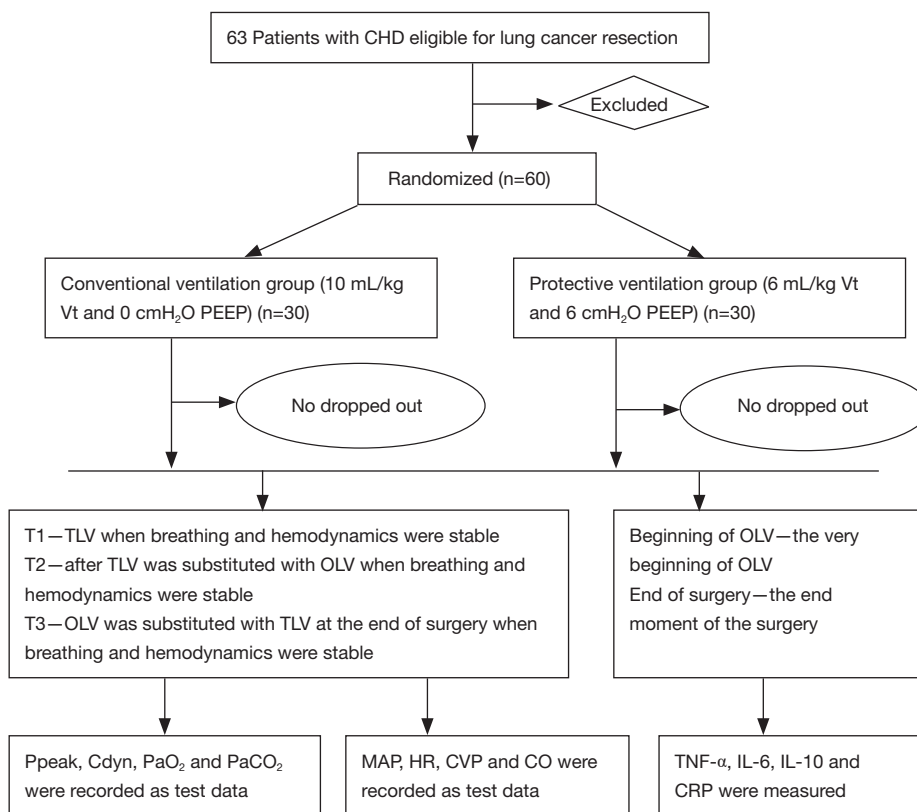 63 Patients with CHD eligible for lung cancer resection
Excluded
Randomized (n=60)
Conventional ventilation group (10 mL/kg
Vt and 0 cmH₂O PEEP) (n=30)
Protective ventilation group (6 mL/kg Vt
and 6 cmH₂O PEEP) (n=30)
No dropped out
No dropped out
T1—TLV when breathing and hemodynamics were stable
T2—after TLV was substituted with OLV when breathing and
hemodynamics were stable
T3—OLV was substituted with TLV at the end of surgery when
breathing and hemodynamics were stable
Beginning of OLV—the very
beginning of OLV
End of surgery—the end
moment of the surgery
Ppeak, Cdyn, PaO₂ and PaCO₂
were recorded as test data
MAP, HR, CVP and CO were
recorded as test data
TNF-α, IL-6, IL-10 and
CRP were measured